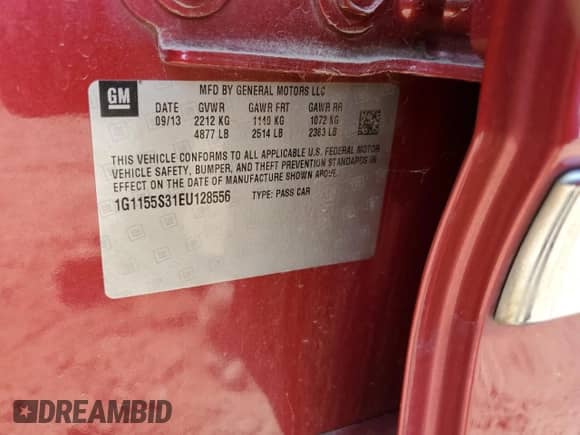 GM
MFD BY GENERAL MOTORS LLC
DATE GVWR GAWR FRT GAWR RR
09/13 2212 KG 1140 KG 1072 KG
4877 LB 2514 LB 2363 LB
THIS VEHICLE CONFORMS TO ALL APPLICABLE U.S. FEDERAL MOTOR
VEHICLE SAFETY, BUMPER, AND THEFT PREVENTION STANDARDS IN
EFFECT ON THE DATE OF MANUFACTURE SHOWN ABOVE.
1G1155S31EU128556 TYPE: PASS CAR
DREAMBID